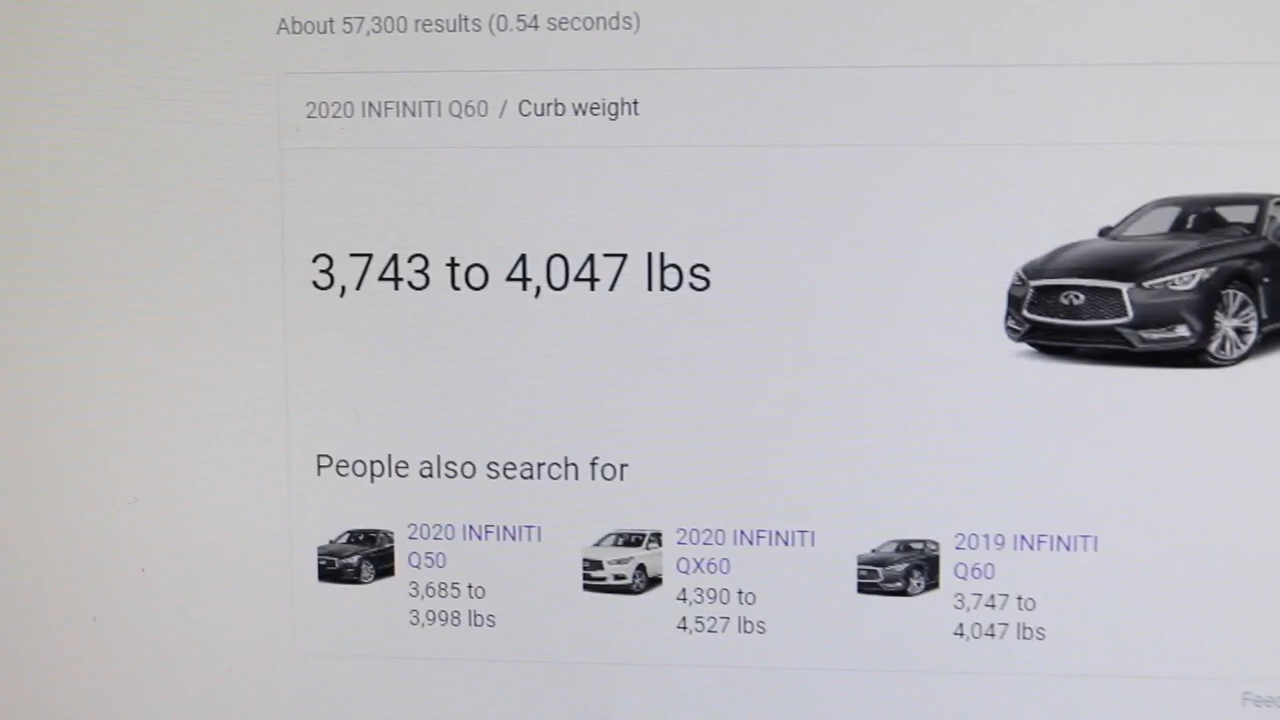 About 57,300 results (0.54 seconds)
2020 INFINITI Q60 / Curb weight
3,743 to 4,047 lbs
People also search for
2020 INFINITI
Q50
3,685 to
3,998 lbs
2020 INFINITI
QX60
4,390 to
4,527 lbs
2019 INFINITI
Q60
3,747 to
4,047 lbs